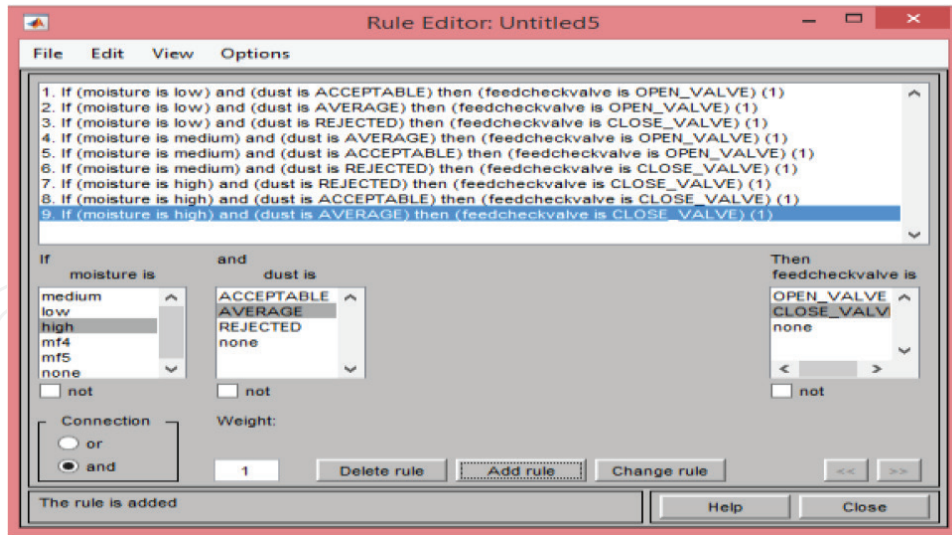 Rule Editor: Untitled5
File Edit View Options
1. If (moisture is low) and (dust is ACCEPTABLE) then (feedcheckvalve is OPEN_VALVE) (1)
2. If (moisture is low) and (dust is AVERAGE) then (feedcheckvalve is OPEN_VALVE) (1)
3. If (moisture is low) and (dust is REJECTED) then (feedcheckvalve is CLOSE_VALVE) (1)
4. If (moisture is medium) and (dust is AVERAGE) then (feedcheckvalve is OPEN_VALVE) (1)
5. If (moisture is medium) and (dust is ACCEPTABLE) then (feedcheckvalve is OPEN_VALVE) (1)
6. If (moisture is medium) and (dust is REJECTED) then (feedcheckvalve is CLOSE_VALVE) (1)
7. If (moisture is high) and (dust is REJECTED) then (feedcheckvalve is CLOSE_VALVE) (1)
8. If (moisture is high) and (dust is ACCEPTABLE) then (feedcheckvalve is CLOSE_VALVE) (1)
9. If (moisture is high) and (dust is AVERAGE) then (feedcheckvalve is CLOSE_VALVE) (1)
If
moisture is
medium
low
high
mf4
mf5
none
not
and
dust is
ACCEPTABLE
AVERAGE
REJECTED
none
not
Then
feedcheckvalve is
OPEN_VALVE
CLOSE_VALV
none
< >
not
Connection
or
and
Weight:
1
Delete rule Add rule Change rule << >>
The rule is added
Help Close